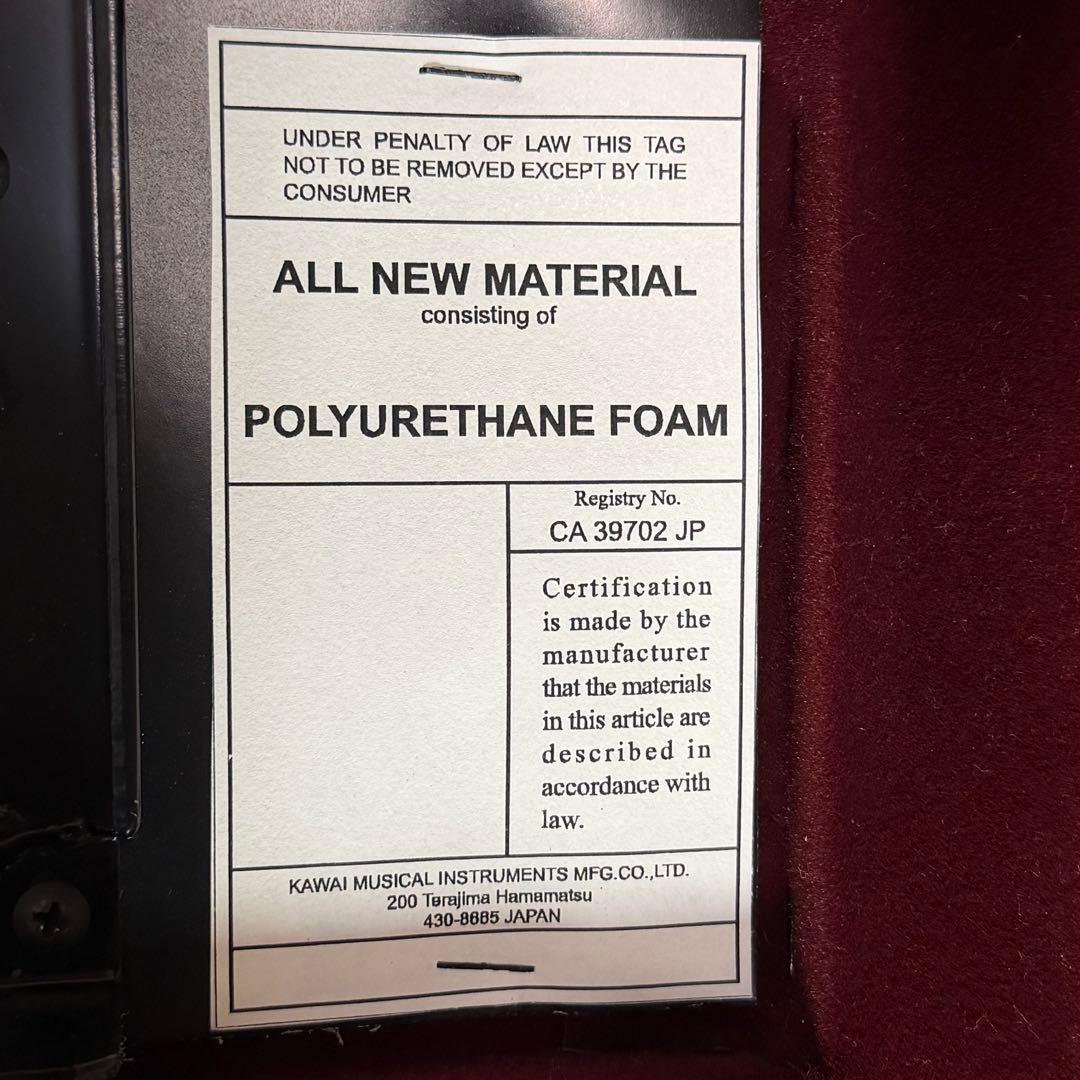 UNDER PENALTY OF LAW THIS TAG
NOT TO BE REMOVED EXCEPT BY THE
CONSUMER
ALL NEW MATERIAL
consisting of
POLYURETHANE FOAM
Registry No.
CA 39702 JP
Certification
is made by the
manufacturer
that the materials
in this article are
described in
accordance with
law.
KAWAI MUSICAL INSTRUMENTS MFG.CO.,LTD.
200 Terajima Hamamatsu
430-8665 JAPAN